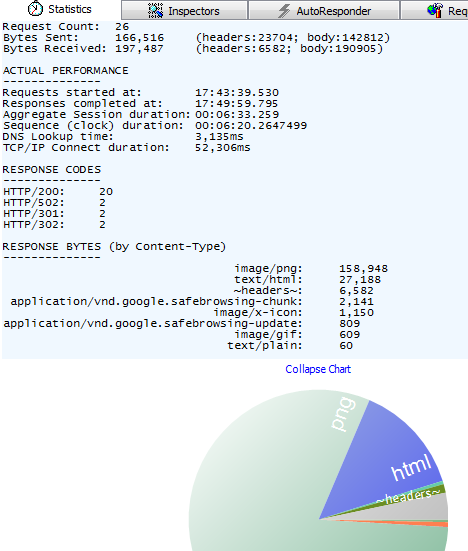 Statistics Inspectors AutoResponder Req
Request Count: 26
Bytes Sent: 166,516 (headers:23704; body:142812)
Bytes Received: 197,487 (headers:6582; body:190905)
ACTUAL PERFORMANCE
--------------
Requests started at: 17:43:39.530
Responses completed at: 17:49:59.795
Aggregate Session duration: 00:06:33.259
Sequence (clock) duration: 00:06:20.2647499
DNS Lookup time: 3,135ms
TCP/IP Connect duration: 52,306ms
RESPONSE CODES
--------------
HTTP/200: 20
HTTP/502: 2
HTTP/301: 2
HTTP/302: 2
RESPONSE BYTES (by Content-Type)
--------------
image/png: 158,948
text/html: 27,188
~headers~: 6,582
application/vnd.google.safebrowsing-chunk: 2,141
image/x-icon: 1,150
application/vnd.google.safebrowsing-update: 809
image/gif: 609
text/plain: 60
Collapse Chart
png
html
~headers~